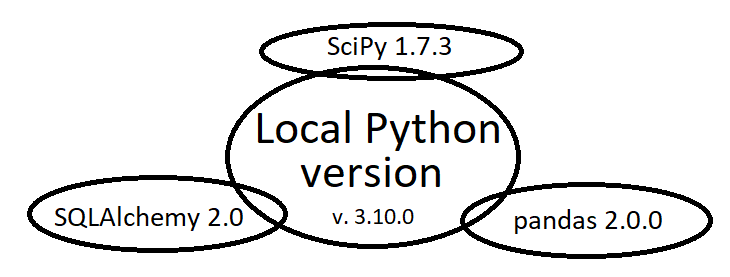 SciPy 1.7.3
Local Python
version
v. 3.10.0
SQLAlchemy 2.0
pandas 2.0.0